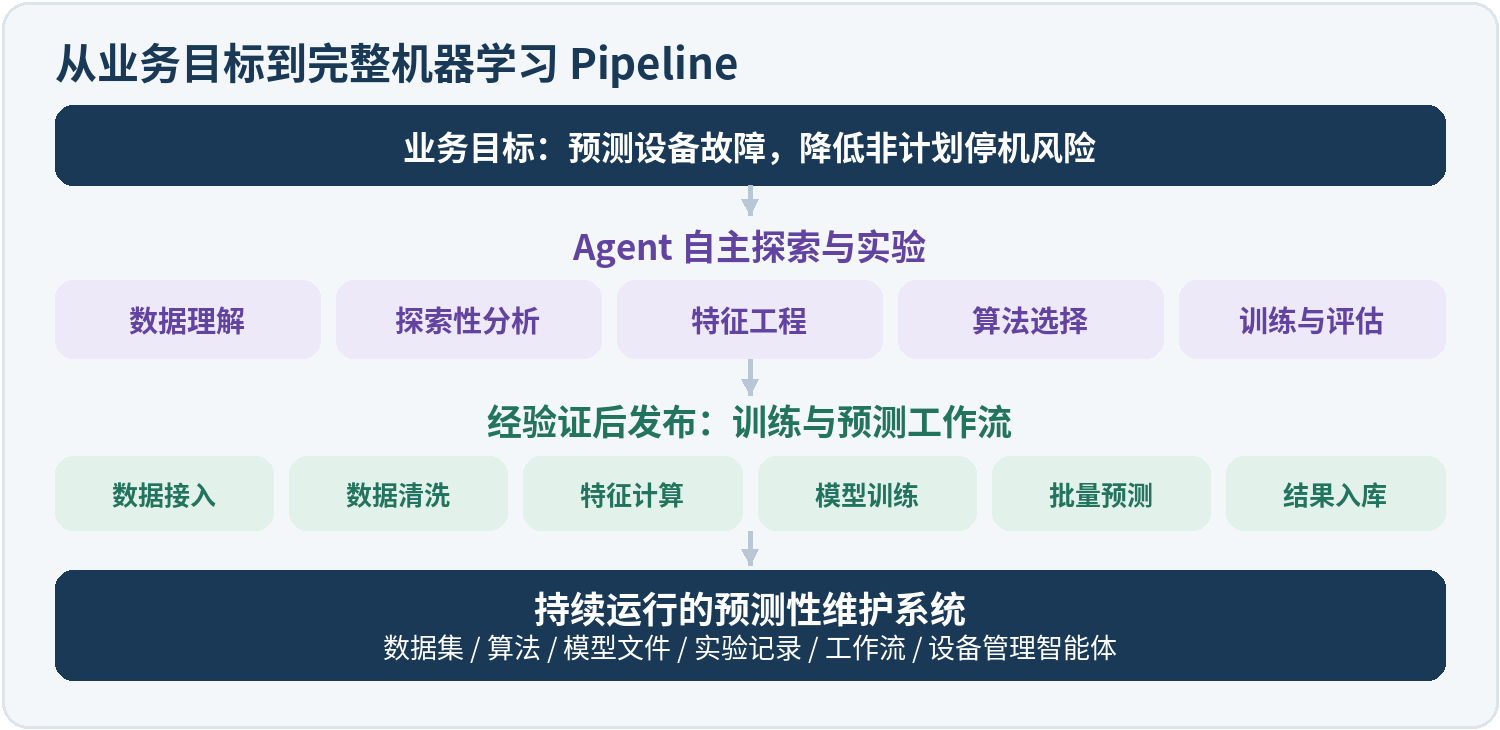 从业务目标到完整机器学习 Pipeline
业务目标：预测设备故障，降低非计划停机风险
Agent 自主探索与实验
数据理解
探索性分析
特征工程
算法选择
训练与评估
经验证后发布：训练与预测工作流
数据接入
数据清洗
特征计算
模型训练
批量预测
结果入库
持续运行的预测性维护系统
数据集 / 算法 / 模型文件 / 实验记录 / 工作流 / 设备管理智能体